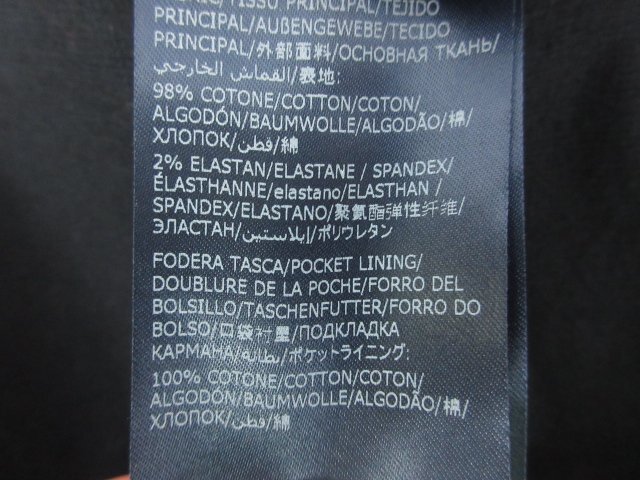 TISSU PRINCIPAL/TEJIDO
PRINCIPAL/AUßENGEWEBE/TECIDO
PRINCIPAL/外部面料/ОСНОВНАЯ ТКАНЬ/
القماش الخارجي/表地:
98% COTONE/COTTON/COTON/
ALGODÓN/BAUMWOLLE/ALGODÃO/棉/
ХЛОПОК/قطن/綿
2% ELASTAN/ELASTANE / SPANDEX/
ÉLASTHANNE/elastano/ELASTHAN /
SPANDEX/ELASTANO/聚氨酯弹性纤维/
ЭЛАСТАН/إيلاستين/ポリウレタン
FODERA TASCA/POCKET LINING/
DOUBLURE DE LA POCHE/FORRO DEL
BOLSILLO/TASCHENFUTTER/FORRO DO
BOLSO/口袋衬里/ПОДКЛАДКА
КАРМАНА/بطانة/ポケットライニング:
100% COTONE/COTTON/COTON/
ALGODÓN/BAUMWOLLE/ALGODÃO/棉/
ХЛОПОК/قطن/綿